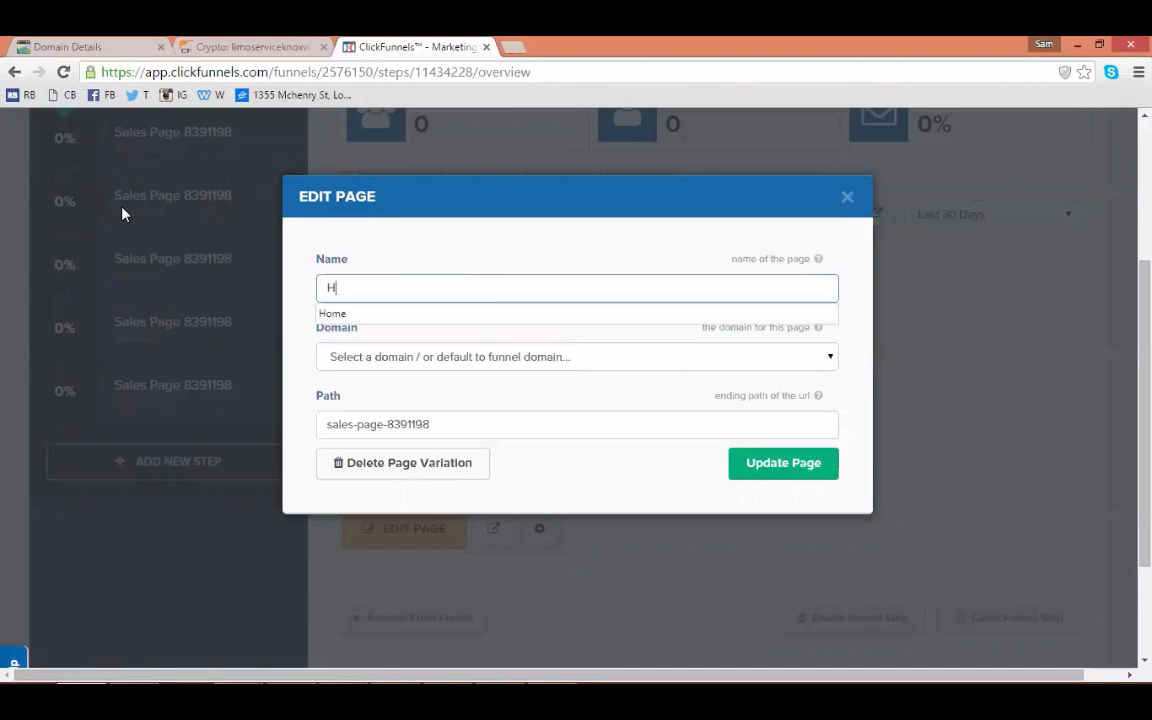 Domain Details
Crypto: limoserviceknoxvi
ClickFunnels™ - Marketing
Sam
https://app.clickfunnels.com/funnels/2576150/steps/11434228/overview
RB CB FB T IG W 1355 Mchenry St, Lo...
0% Sales Page 8391198
0 0 0%
0% Sales Page 8391198
EDIT PAGE
Last 30 Days
Name name of the page
H
Home
0% Sales Page 8391198
Domain the domain for this page
0% Sales Page 8391198
Select a domain / or default to funnel domain...
0% Sales Page 8391198
Path ending path of the url
sales-page-8391198
ADD NEW STEP
Delete Page Variation
Update Page
EDIT PAGE
Remove From Funnel
Delete Funnel Step
Clone Funnel Step